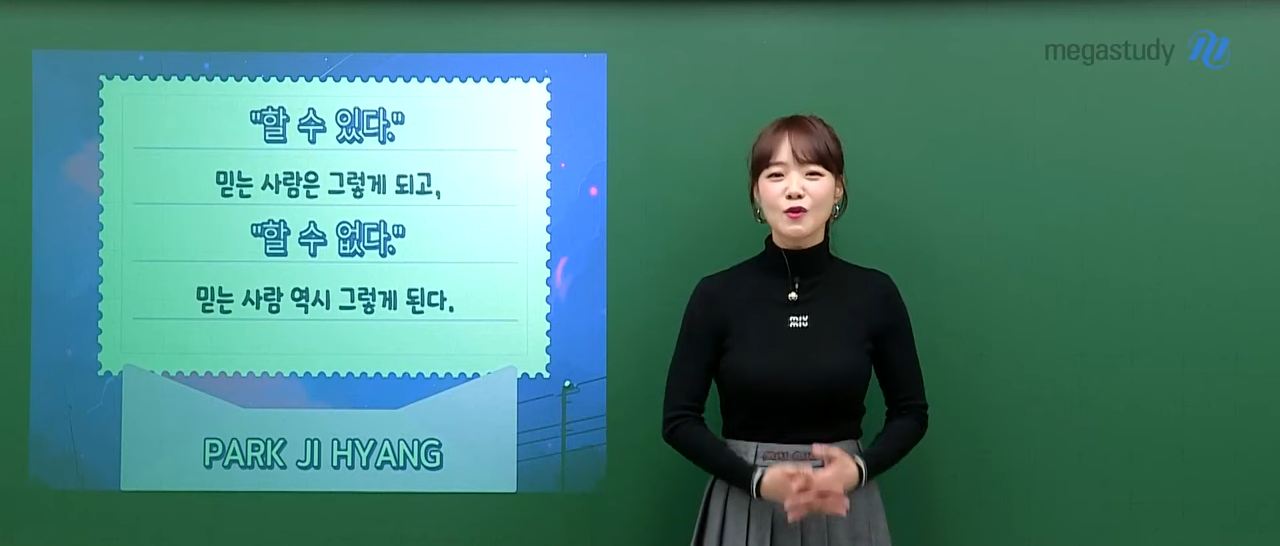 megastudy
"할 수 있다."
믿는 사람은 그렇게 되고,
"할 수 없다."
믿는 사람 역시 그렇게 된다.
PARK JI HYANG
miu
miu